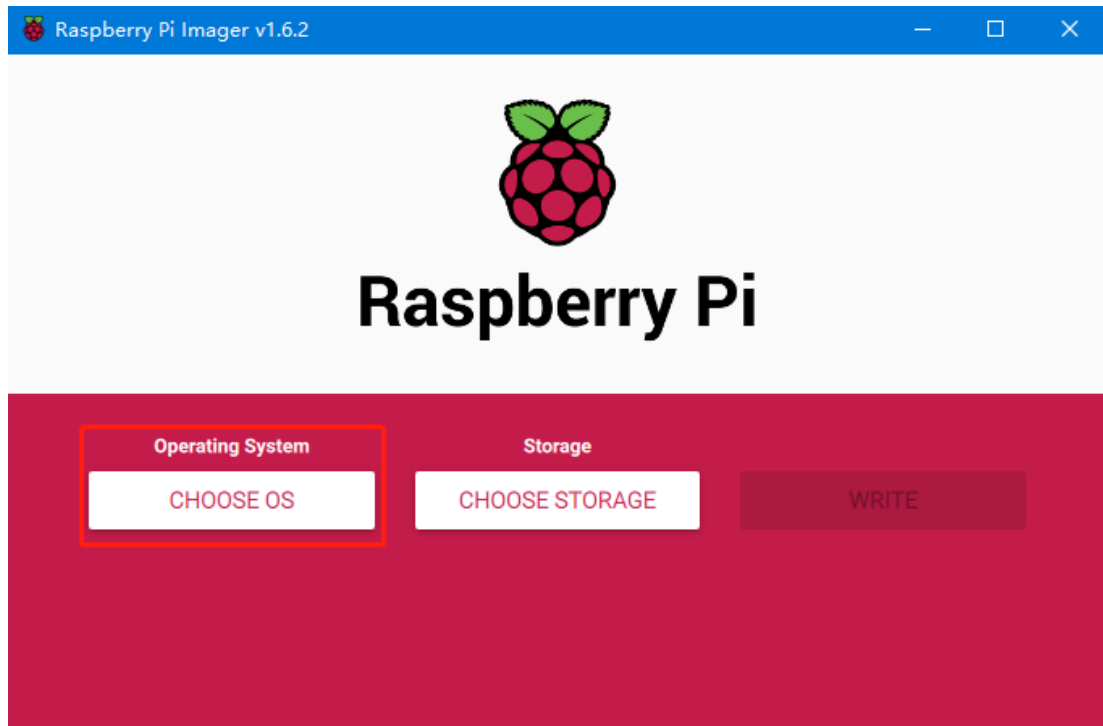 Raspberry Pi Imager v1.6.2
Raspberry Pi
Operating System
Storage
CHOOSE OS
CHOOSE STORAGE
WRITE